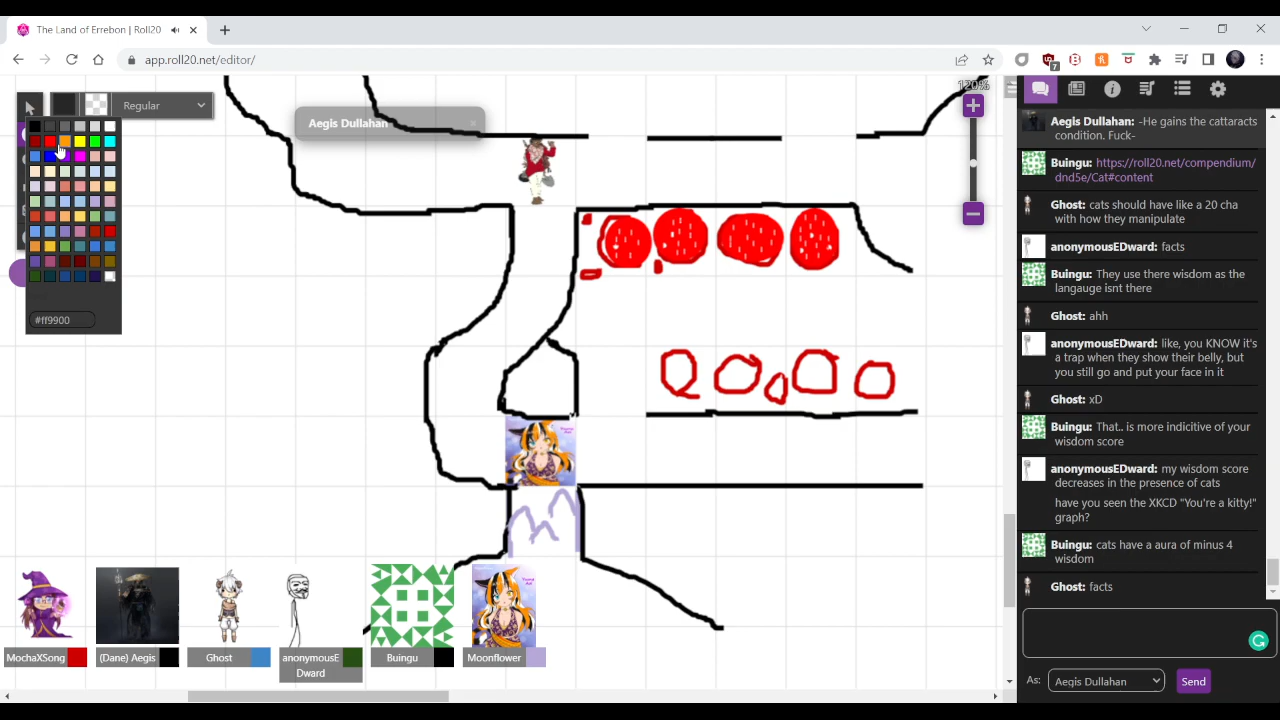 The Land of Errebon | Roll20
app.roll20.net/editor/
7
Regular
Aegis Dullahan
120%
#ff9900
Aegis Dullahan: -He gains the cattaracts
condition. Fuck-
Buingu: https://roll20.net/compendium/
dnd5e/Cat#content
Ghost: cats should have like a 20 cha
with how they manipulate
anonymousEDward: facts
Buingu: They use there wisdom as the
langauge isnt there
Ghost: ahh
anonymousEDward: like, you KNOW it's
a trap when they show their belly, but
you still go and put your face in it
Ghost: xD
Buingu: That.. is more indicitive of your
wisdom score
anonymousEDward: my wisdom score
decreases in the presence of cats
have you seen the XKCD "You're a kitty!"
graph?
Buingu: cats have a aura of minus 4
wisdom
Ghost: facts
MochaXSong
(Dane) Aegis
Ghost
anonymousE
Dward
Buingu
Moonflower
As:
Aegis Dullahan
Send